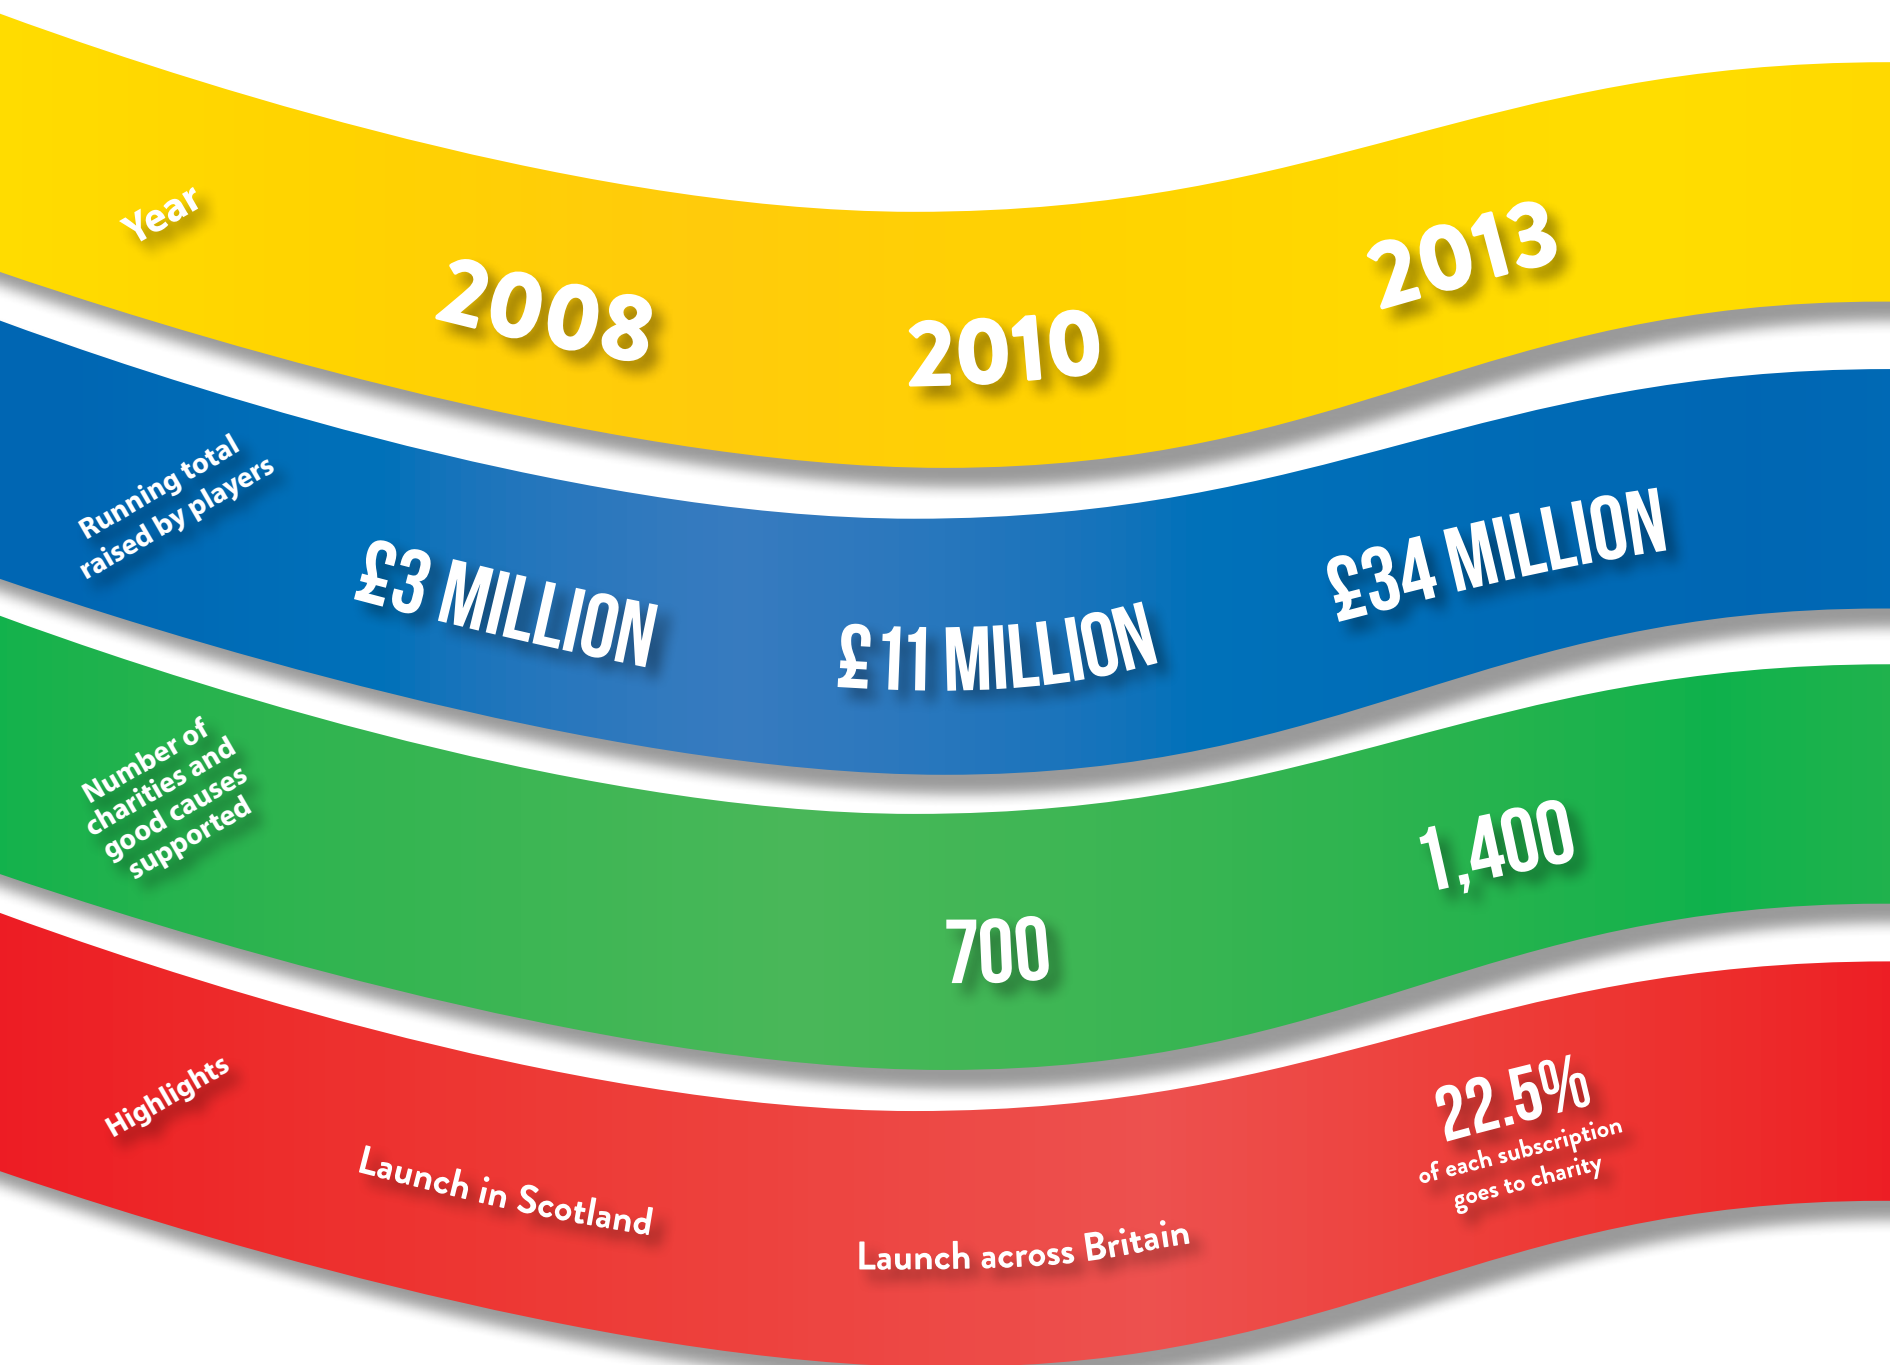 Year
2008
2010
2013
Running total
raised by players
£3 MILLION
£11 MILLION
£34 MILLION
Number of
charities and
good causes
supported
700
1,400
Highlights
Launch in Scotland
Launch across Britain
22.5%
of each subscription
goes to charity